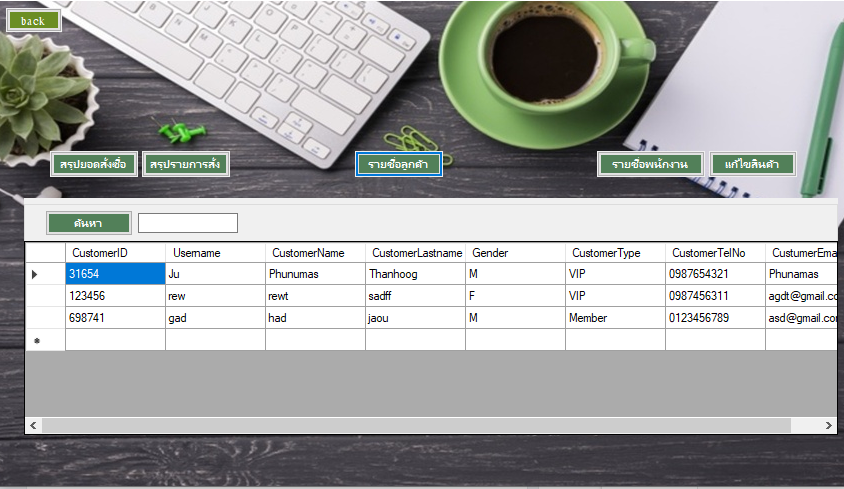 back
สรุปยอดสั่งซื้อ สรุปรายการสั่ง รายชื่อลูกค้า รายชื่อพนักงาน แก้ไขสินค้า
ค้นหา
CustomerID Username CustomerName CustomerLastname Gender CustomerType CustomerTelNo CustumerEma
31654 Ju Phunumas Thanhoog M VIP 0987654321 Phunamas
123456 rew rewt sadff F VIP 0987456311 agdt@gmail.co
698741 gad had jaou M Member 0123456789 asd@gmail.con